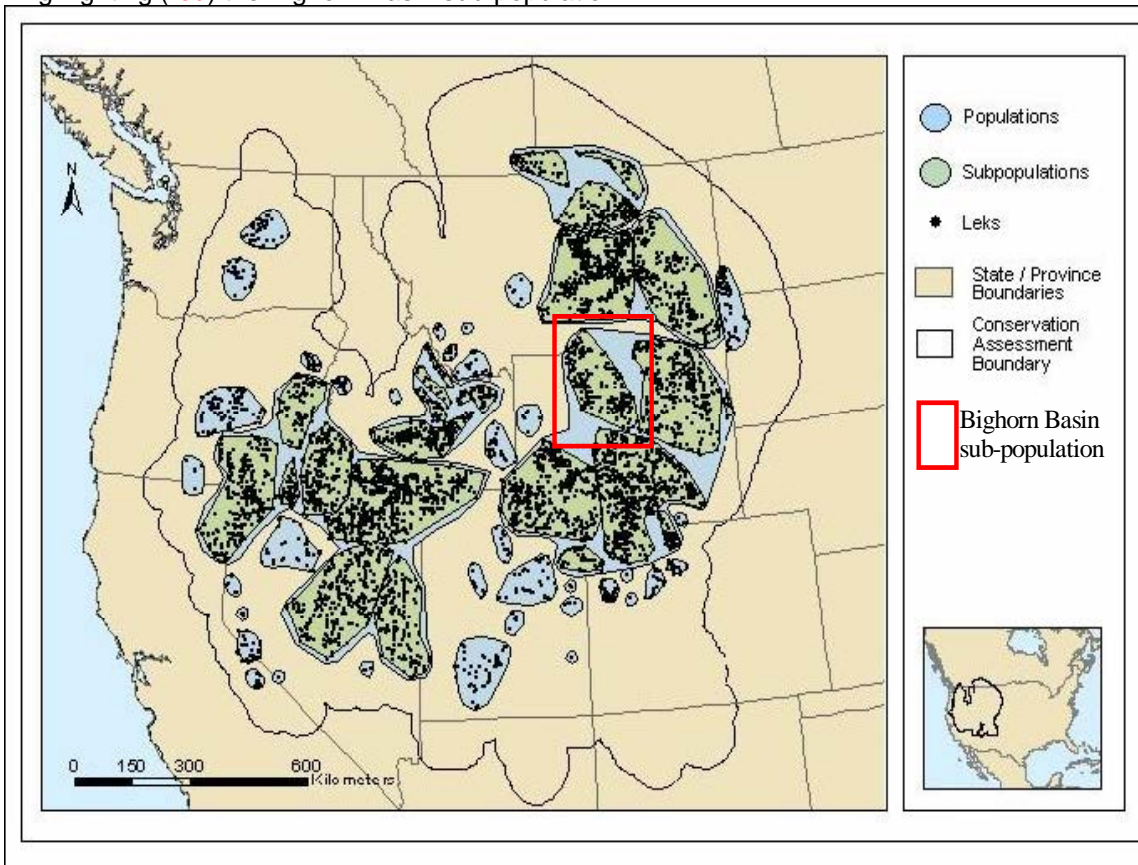 N
0 150 300 600
Kilometers
Populations
Subpopulations
Leks
State / Province
Boundaries
Conservation
Assessment
Boundary
Bighorn Basin
sub-population